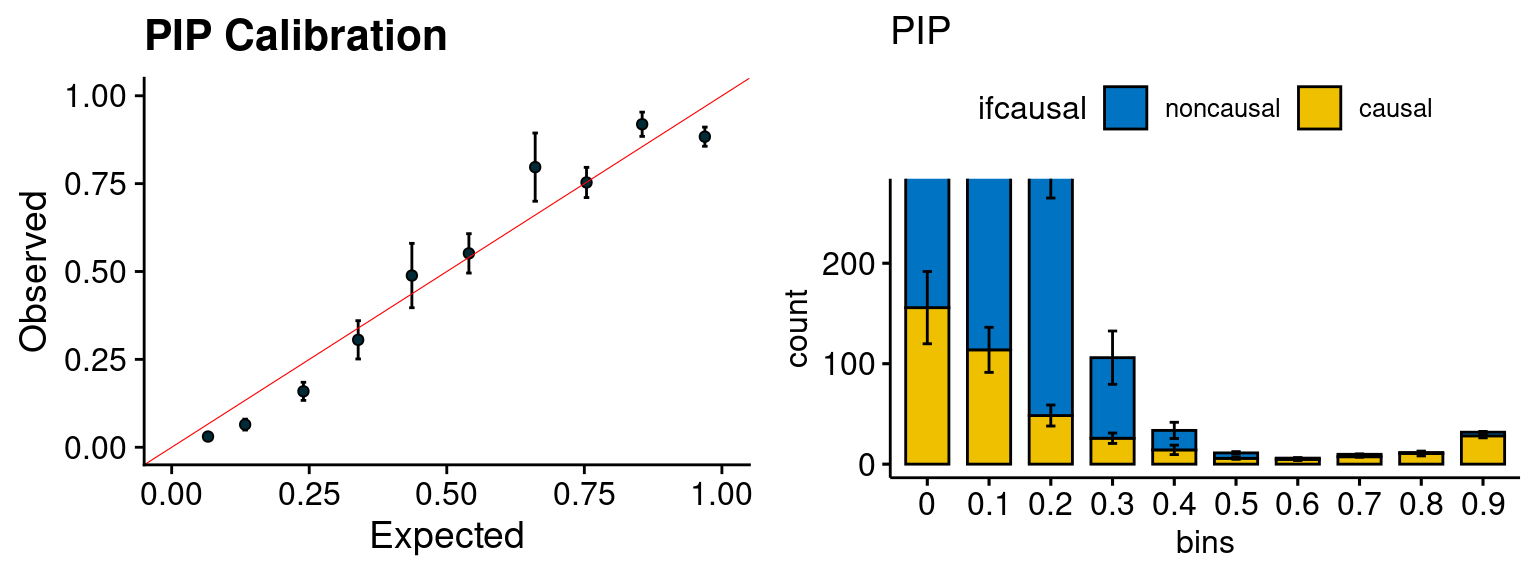 PIP Calibration
1.00
0.75
0.50
0.25
0.00
Observed
0.00 0.25 0.50 0.75 1.00
Expected
PIP
ifcausal noncausal causal
200
100
0
count
0 0.1 0.2 0.3 0.4 0.5 0.6 0.7 0.8 0.9
bins